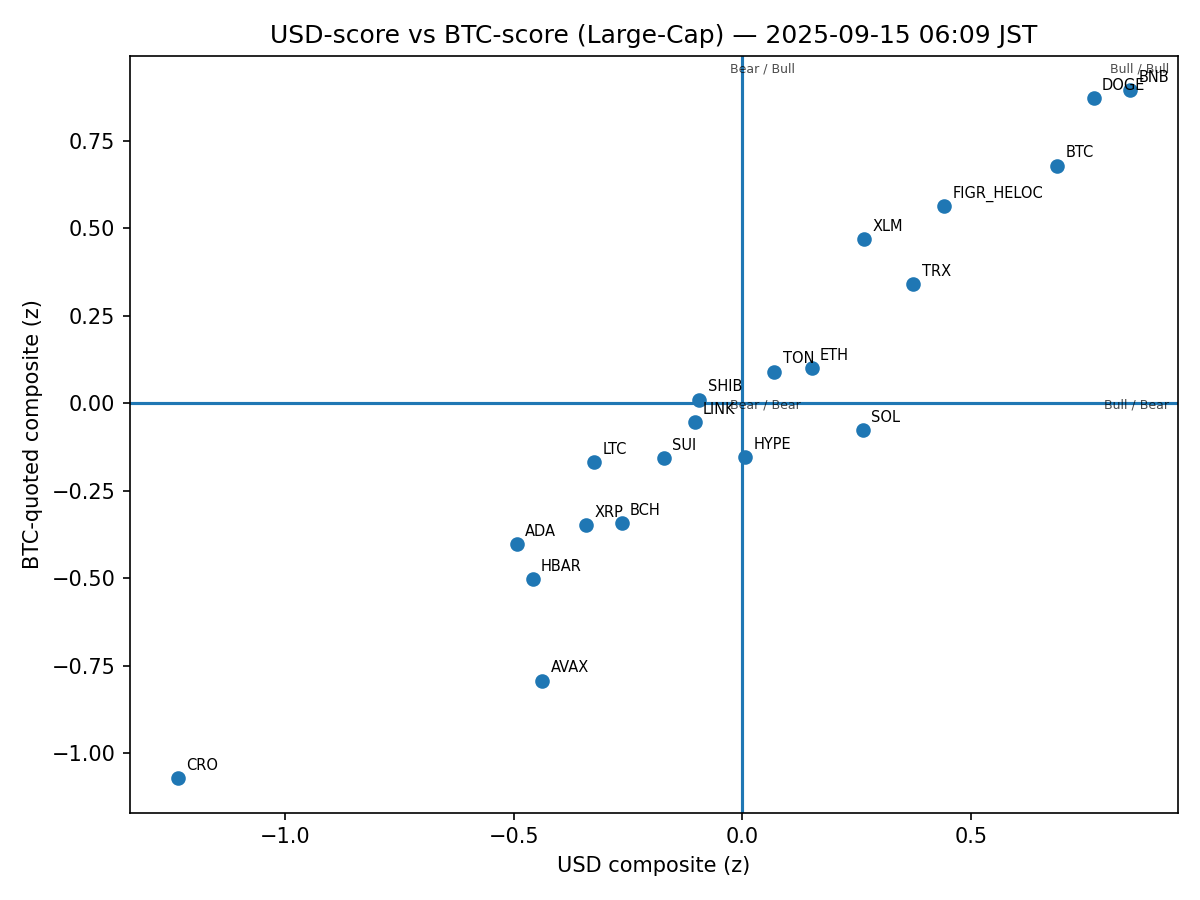 USD-score vs BTC-score (Large-Cap) — 2025-09-15 06:09 JST
Bear / Bull
Bull / Bull
BNB
DOGE
BTC
FIGR_HELOC
XLM
TRX
TON
ETH
SHIB
LINK
Bear / Bear
Bull / Bear
SOL
HYPE
SUI
LTC
XRP
BCH
ADA
HBAR
AVAX
CRO
0.75
0.50
0.25
0.00
−0.25
−0.50
−0.75
−1.00
BTC-quoted composite (z)
−1.0
−0.5
0.0
0.5
USD composite (z)